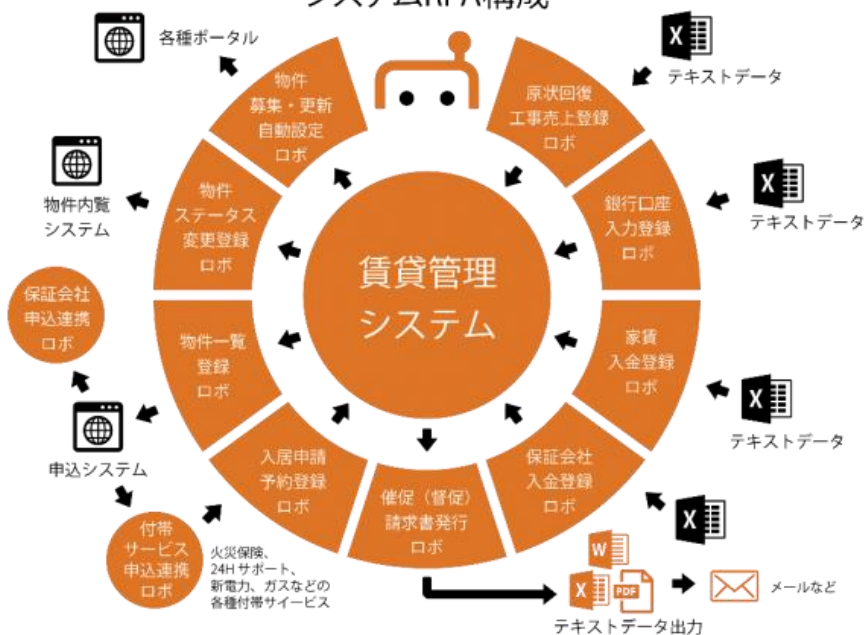 システムRPA構成
各種ポータル
物件
募集・更新
自動設定
ロボ
原状回復
工事売上登録
ロボ
テキストデータ
物件内覧
システム
物件
ステータス
変更登録
ロボ
銀行口座
入力登録
ロボ
テキストデータ
賃貸管理
システム
保証会社
申込連携
ロボ
物件一覧
登録
ロボ
家賃
入金登録
ロボ
テキストデータ
申込システム
入居申請
予約登録
ロボ
催促（督促）
請求書発行
ロボ
保証会社
入金登録
ロボ
付帯
サービス
申込連携
ロボ
火災保険、
24Hサポート、
新電力、ガスなどの
各種付帯サイービス
PDF
メールなど
テキストデータ出力
X
X
X
X
W
X